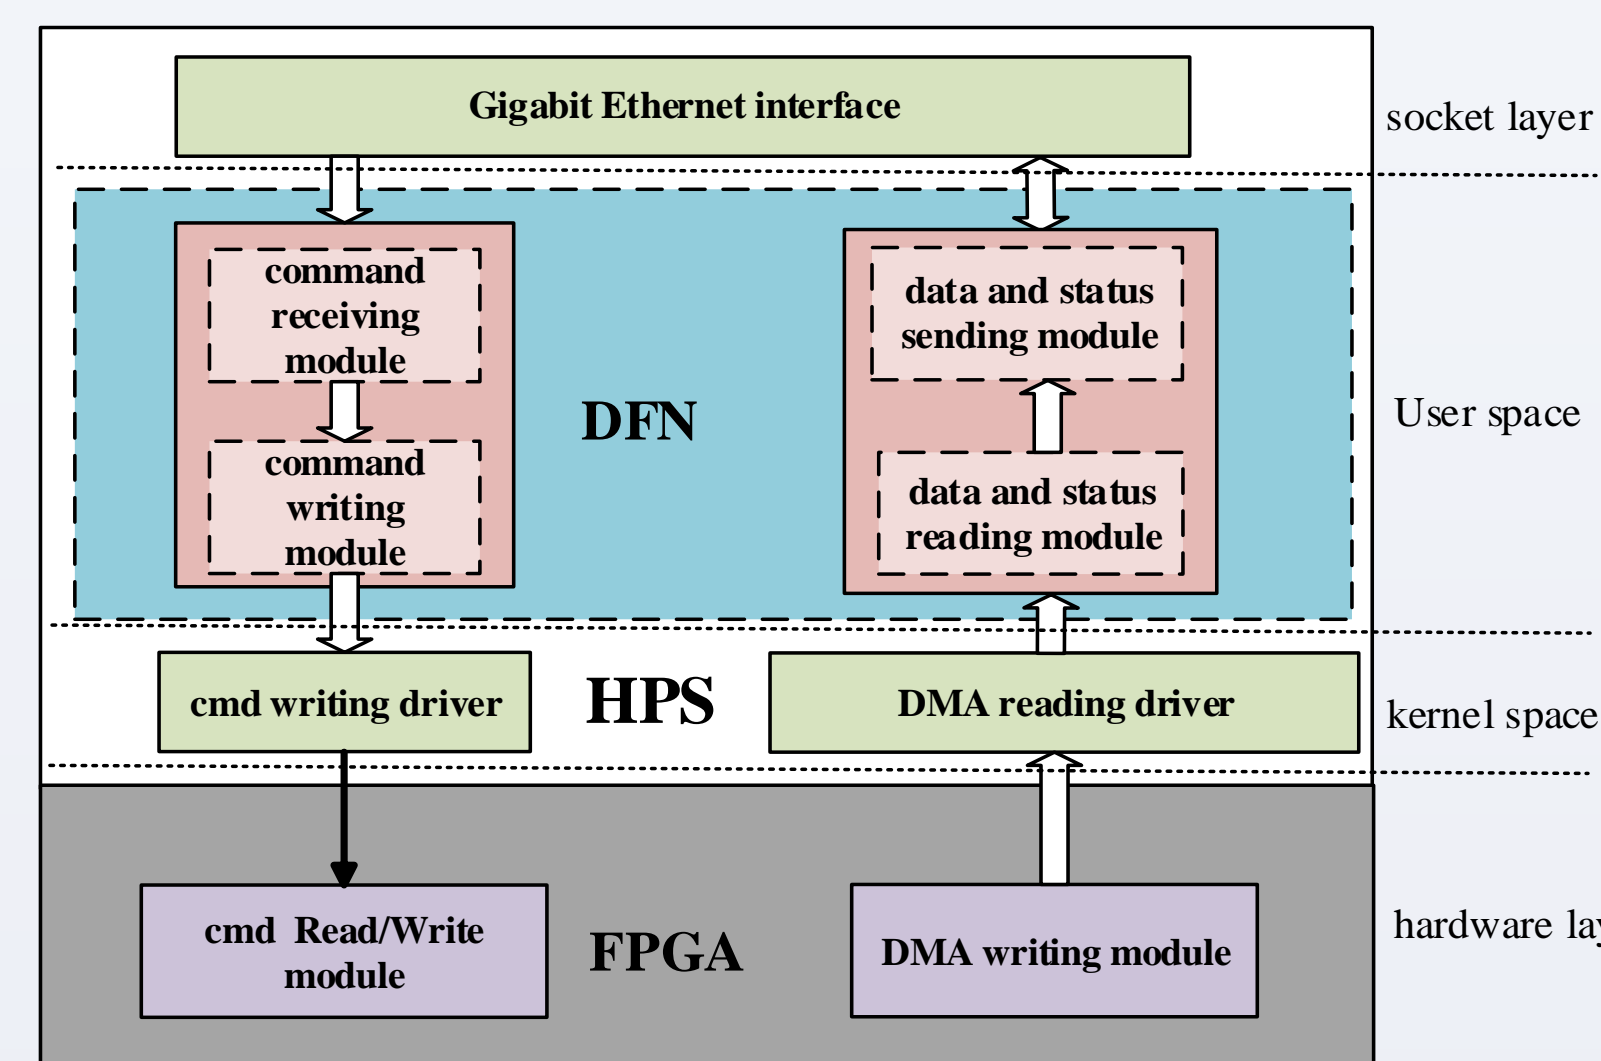 Gigabit Ethernet interface
socket layer
command
receiving
module
command
writing
module
DFN
data and status
sending module
data and status
reading module
User space
cmd writing driver
HPS
DMA reading driver
kernel space
cmd  Read/Write
module
FPGA
DMA writing module
hardware